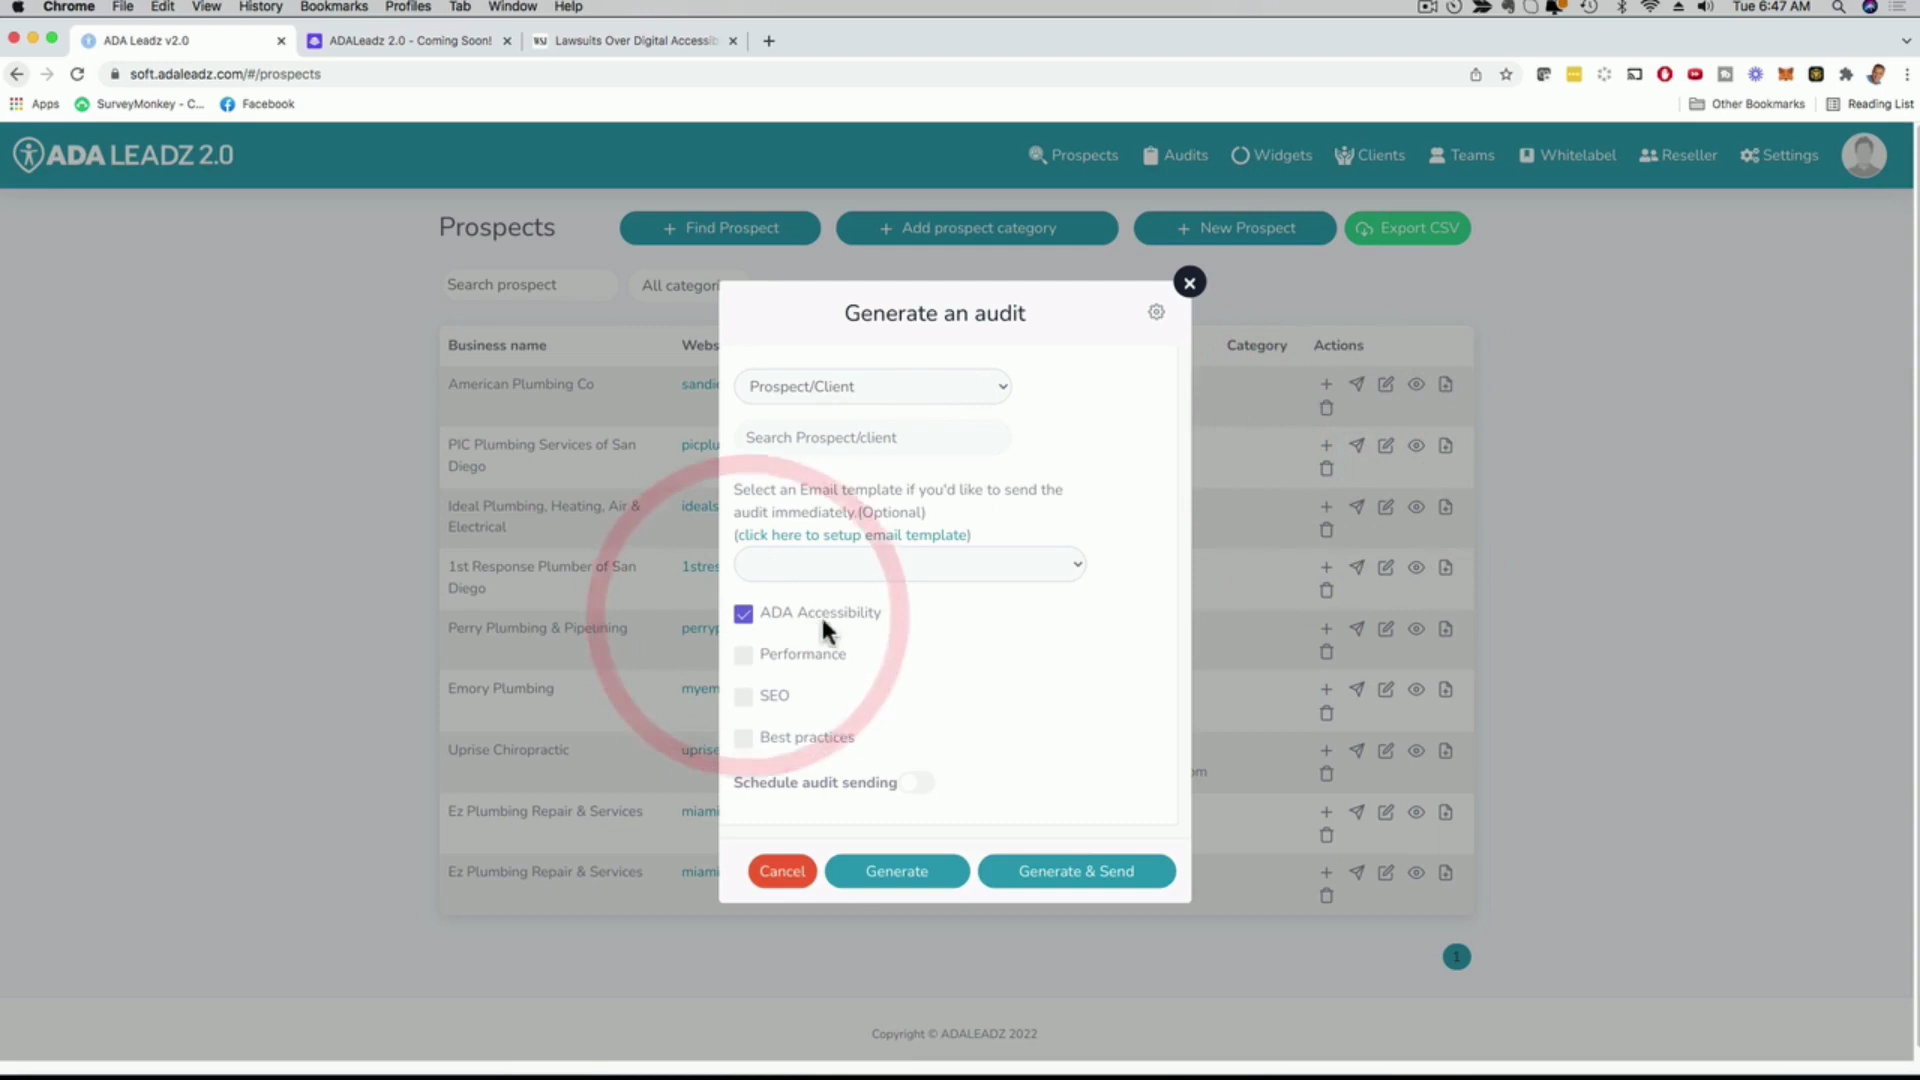 Chrome File Edit View History Bookmarks Profiles Tab Window Help Tue 6:47 AM
ADA Leadz v2.0 ADALeadz 2.0 - Coming Soon! WSJ Lawsuits Over Digital Accessib
soft.adaleadz.com/#/prospects
Apps SurveyMonkey - C... Facebook Other Bookmarks Reading List
ADA LEADZ 2.0 Prospects Audits Widgets Clients Teams Whitelabel Reseller Settings
Prospects + Find Prospect + Add prospect category + New Prospect Export CSV
Search prospect All categori
Generate an audit
Business name Webs Category Actions
Prospect/Client
American Plumbing Co sandie
Search Prospect/client
PIC Plumbing Services of San picplu
Diego
Select an Email template if you'd like to send the
audit immediately.(Optional)
(click here to setup email template)
Ideal Plumbing, Heating, Air & ideals
Electrical
1st Response Plumber of San 1stres
Diego
ADA Accessibility
Perry Plumbing & Pipelining perryp
Performance
Emory Plumbing myem
SEO
Best practices
Uprise Chiropractic uprise
om
Schedule audit sending
Ez Plumbing Repair & Services miami
Cancel Generate Generate & Send
Ez Plumbing Repair & Services miami
1
Copyright © ADALEADZ 2022